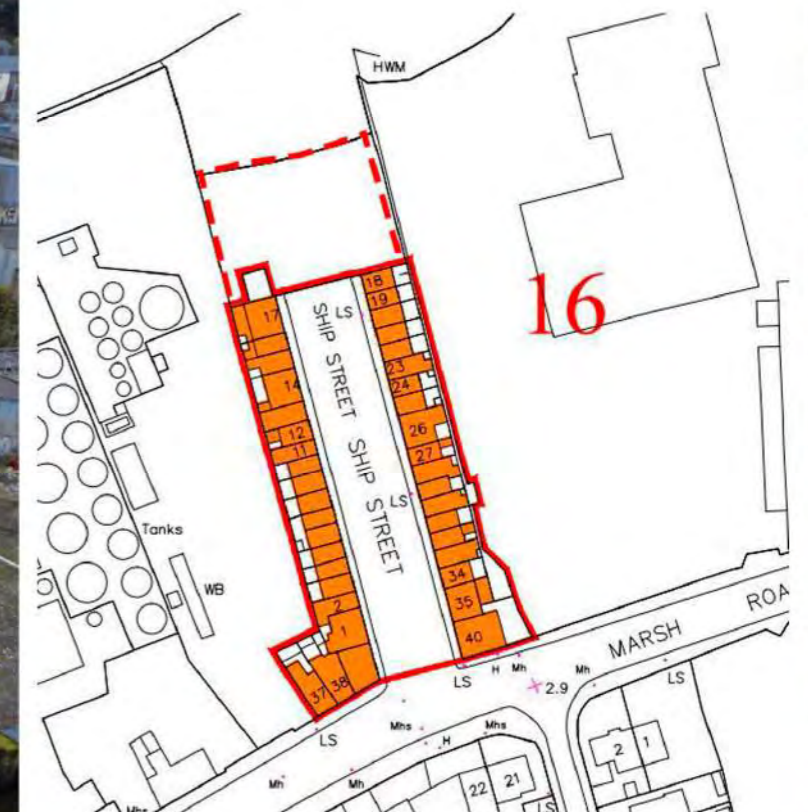 HWM
16
18
19
17
LS
SHIP STREET
SHIP STREET
23
24
14
26
12
11
27
LS
Tanks
WB
34
35
2
1
40
37
38
MARSH
ROA
H
Mh
LS
2.9
Mh
LS
LS
Mhs
H
Mhs
Mh
Mh
2
1
22
21
LS